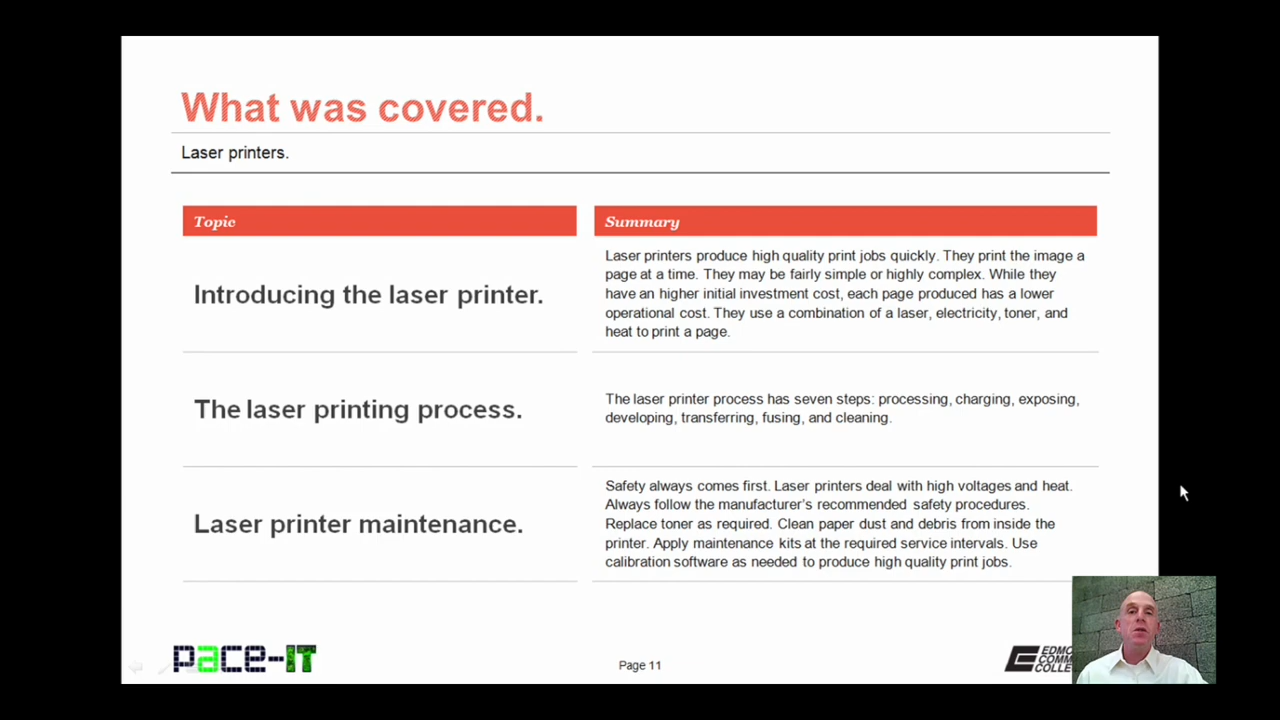 What was covered.
Laser printers.
Topic
Summary
Introducing the laser printer.
Laser printers produce high quality print jobs quickly. They print the image a
page at a time. They may be fairly simple or highly complex. While they
have an higher initial investment cost, each page produced has a lower
operational cost. They use a combination of a laser, electricity, toner, and
heat to print a page.
The laser printing process.
The laser printer process has seven steps: processing, charging, exposing,
developing, transferring, fusing, and cleaning.
Laser printer maintenance.
Safety always comes first. Laser printers deal with high voltages and heat.
Always follow the manufacturer's recommended safety procedures.
Replace toner as required. Clean paper dust and debris from inside the
printer. Apply maintenance kits at the required service intervals. Use
calibration software as needed to produce high quality print jobs.
pace-IT
Page 11